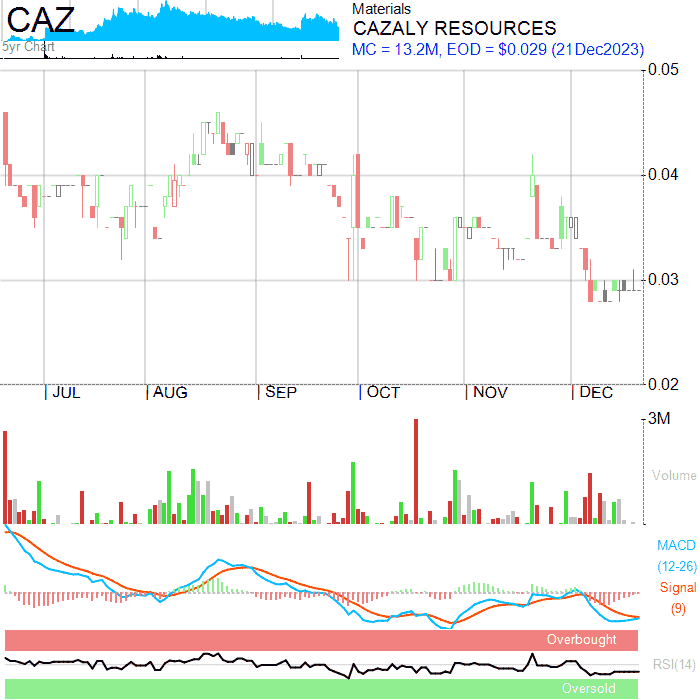 CAZ
5yr Chart
Materials
CAZALY RESOURCES
MC = 13.2M, EOD = $0.029 (21Dec2023)
0.05
0.04
0.03
0.02
JUL AUG SEP OCT NOV DEC
3M
Volume
MACD
(12-26)
Signal
(9)
Overbought
RSI(14)
Oversold